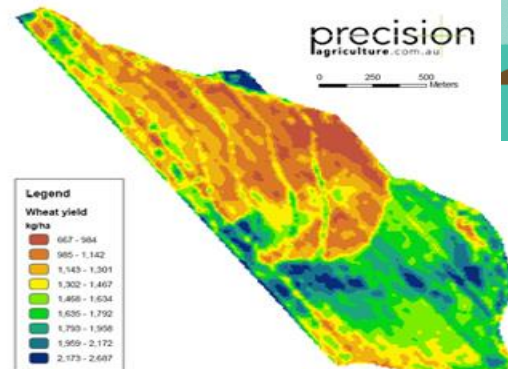 precision
agriculture.com.au
0 250 500
Meters
Legend
Wheat yield
kg/ha
667 - 984
985 - 1,142
1,143 - 1,301
1,302 - 1,467
1,468 - 1,634
1,635 - 1,792
1,793 - 1,958
1,959 - 2,172
2,173 - 2,687